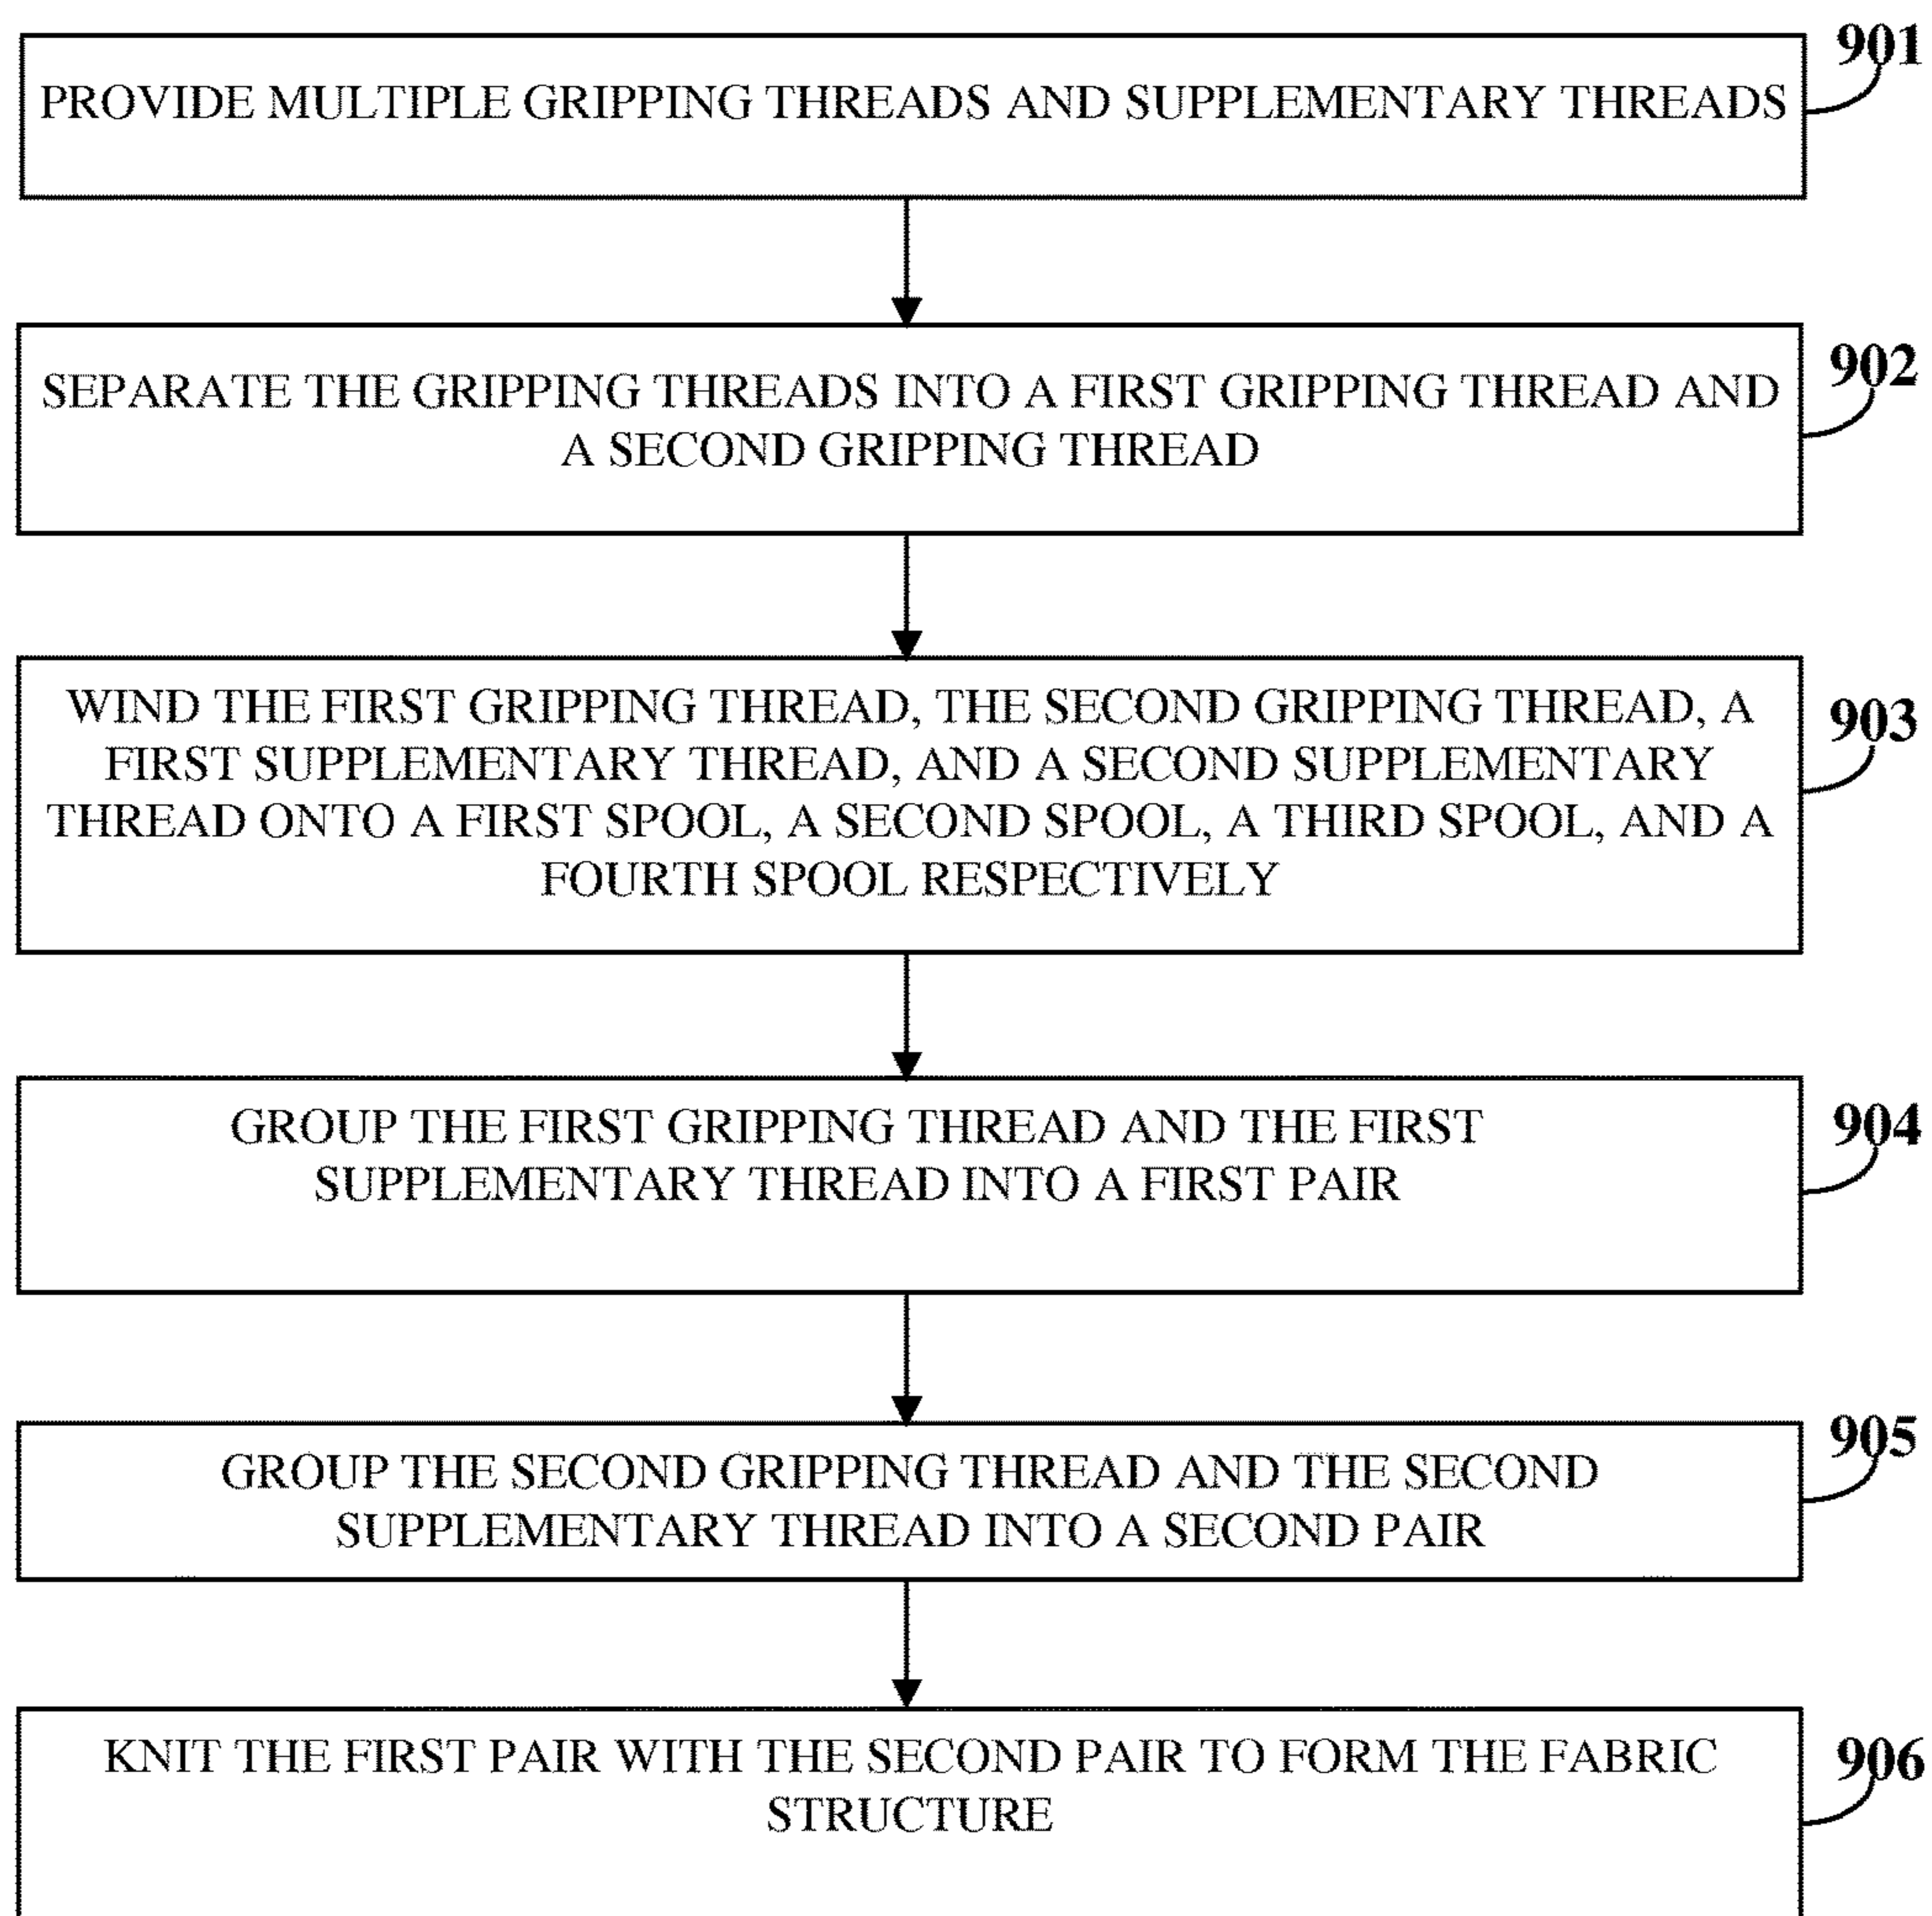 901
PROVIDE MULTIPLE GRIPPING THREADS AND SUPPLEMENTARY THREADS
902
SEPARATE THE GRIPPING THREADS INTO A FIRST GRIPPING THREAD AND
A SECOND GRIPPING THREAD
903
WIND THE FIRST GRIPPING THREAD, THE SECOND GRIPPING THREAD, A
FIRST SUPPLEMENTARY THREAD, AND A SECOND SUPPLEMENTARY
THREAD ONTO A FIRST SPOOL, A SECOND SPOOL, A THIRD SPOOL, AND A
FOURTH SPOOL RESPECTIVELY
904
GROUP THE FIRST GRIPPING THREAD AND THE FIRST
SUPPLEMENTARY THREAD INTO A FIRST PAIR
905
GROUP THE SECOND GRIPPING THREAD AND THE SECOND
SUPPLEMENTARY THREAD INTO A SECOND PAIR
906
KNIT THE FIRST PAIR WITH THE SECOND PAIR TO FORM THE FABRIC
STRUCTURE